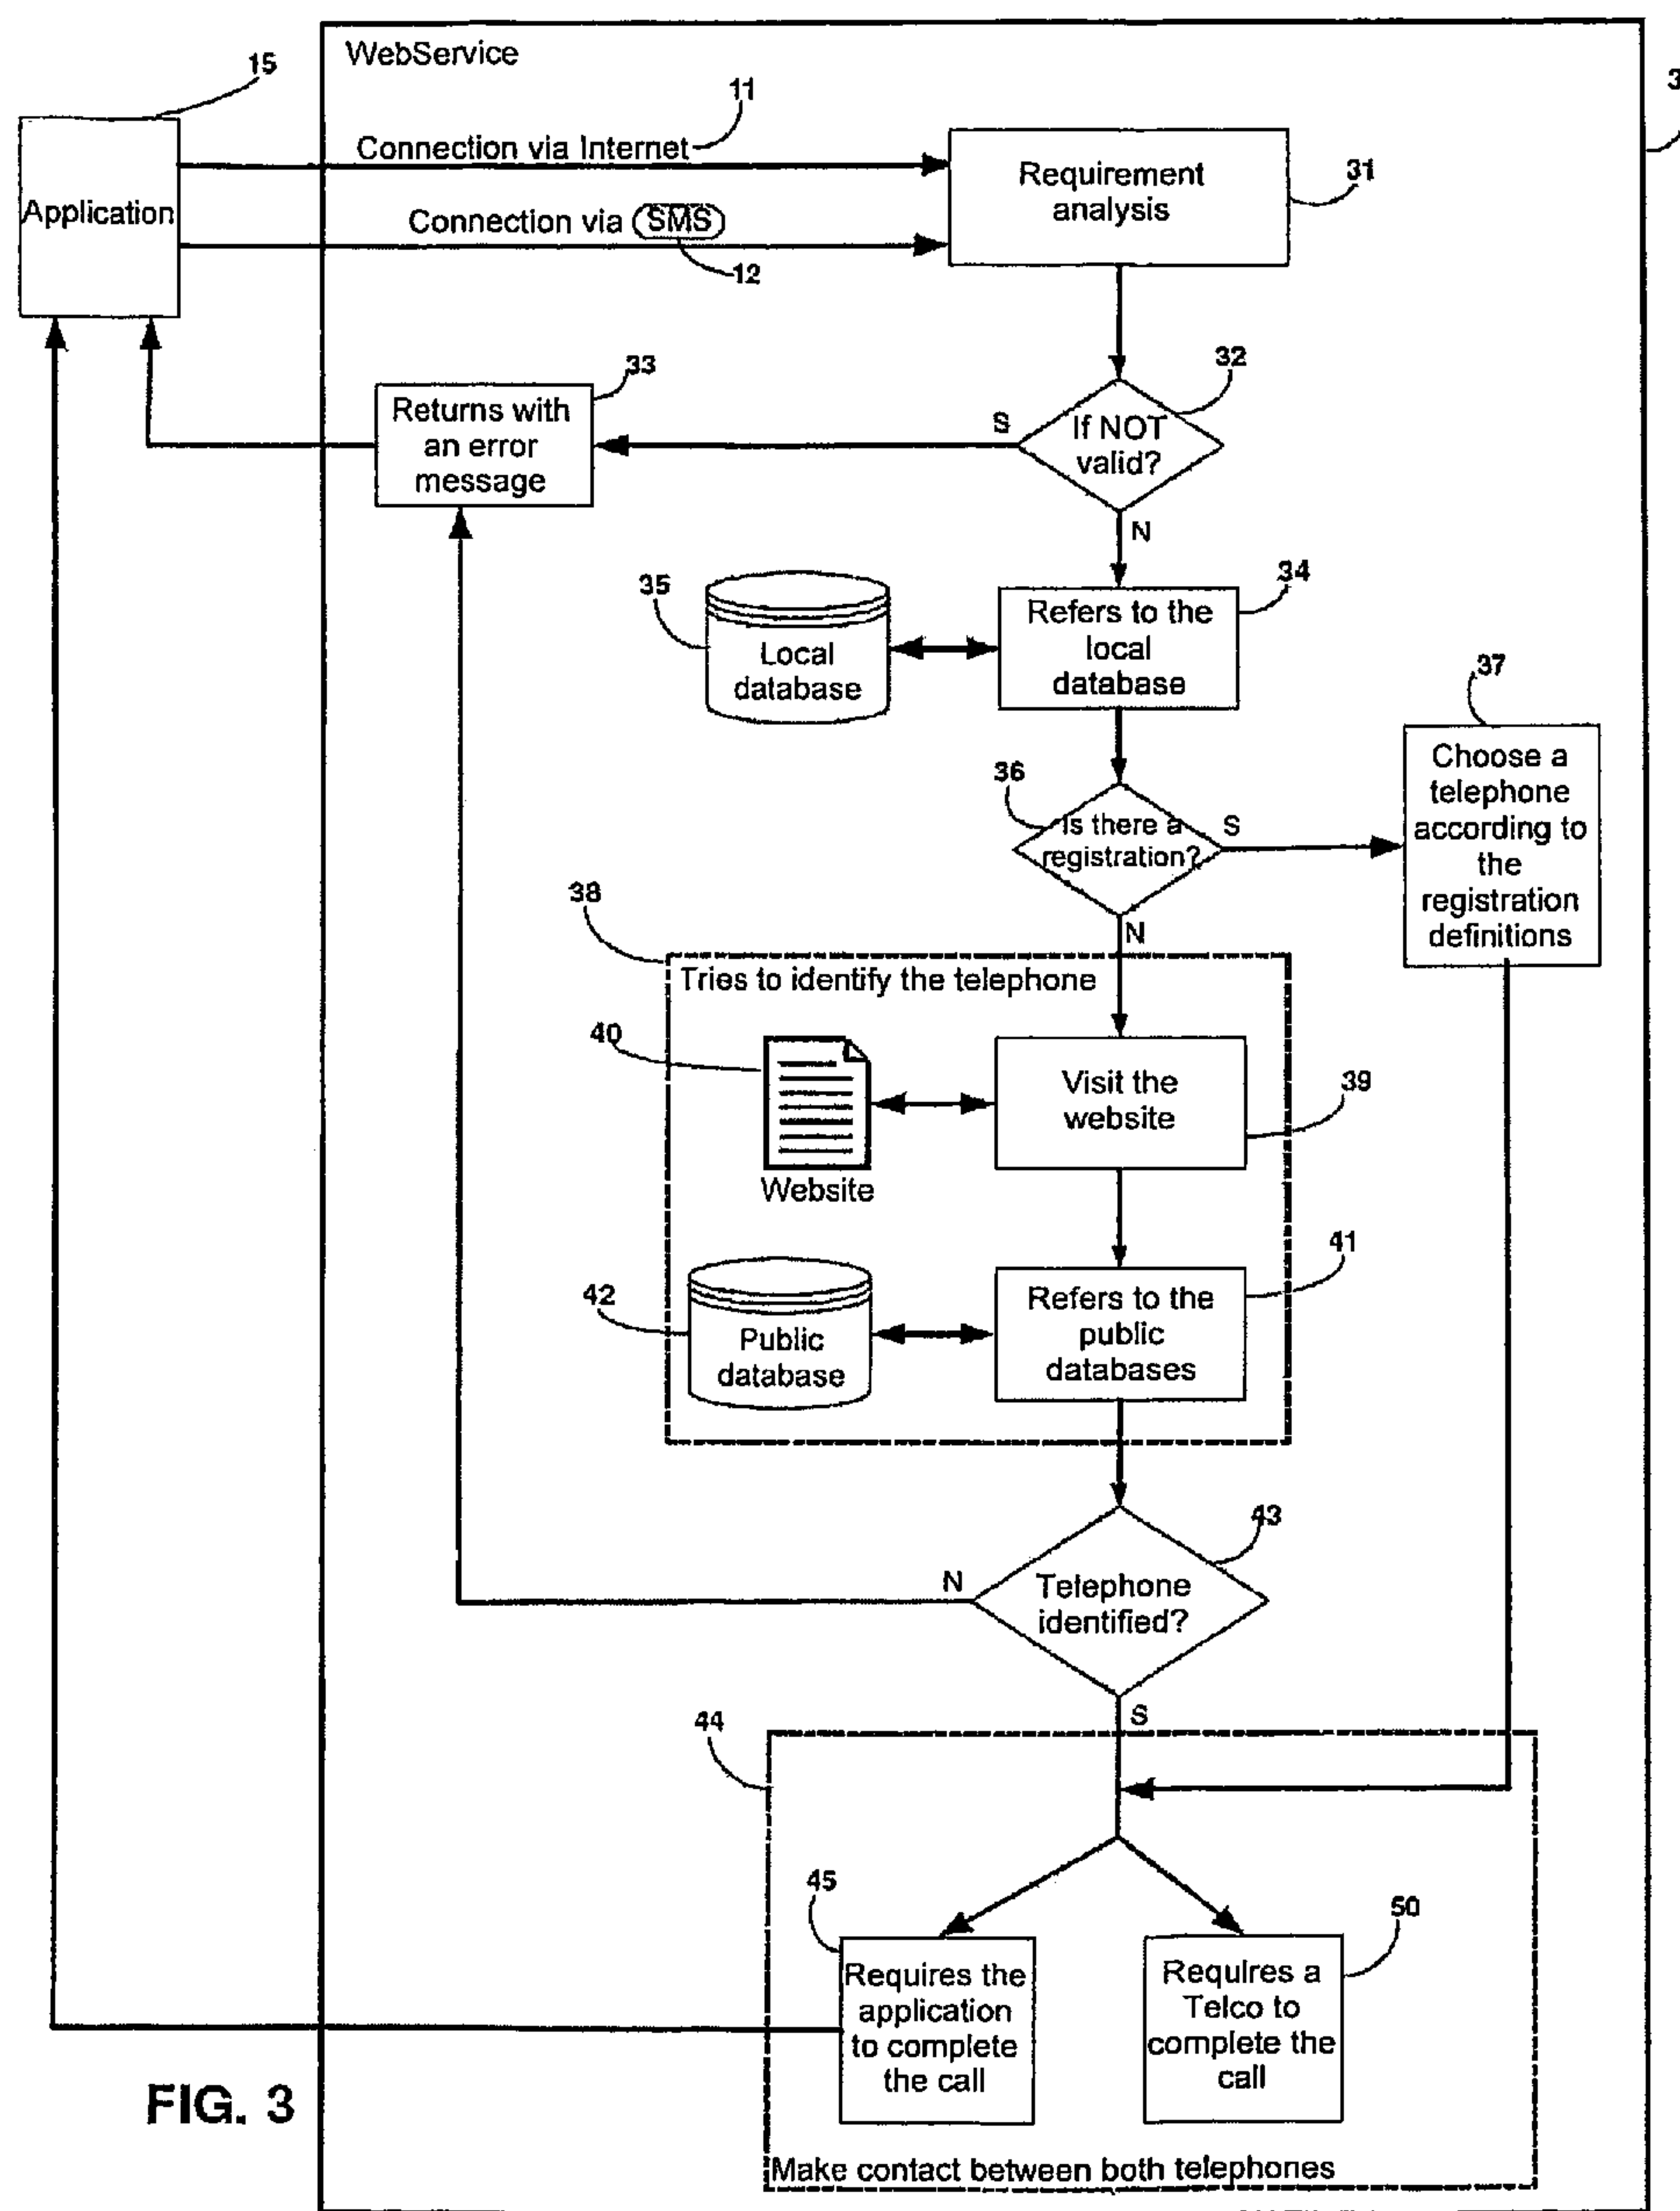 WebService
15
11
3
Connection via Internet
Requirement
analysis
31
Application
Connection via SMS
12
33
32
Returns with
an error
message
S
If NOT
valid?
N
35
34
Local
database
Refers to the
local
database
37
36
Is there a
registration?
S
Choose a
telephone
according to
the
registration
definitions
38
N
Tries to identify the telephone
40
Visit the
website
39
Website
41
42
Refers to the
public
databases
Public
database
43
N
Telephone
identified?
S
44
45
50
Requires the
application
to complete
the call
Requires a
Telco to
complete the
call
FIG. 3
Make contact between both telephones